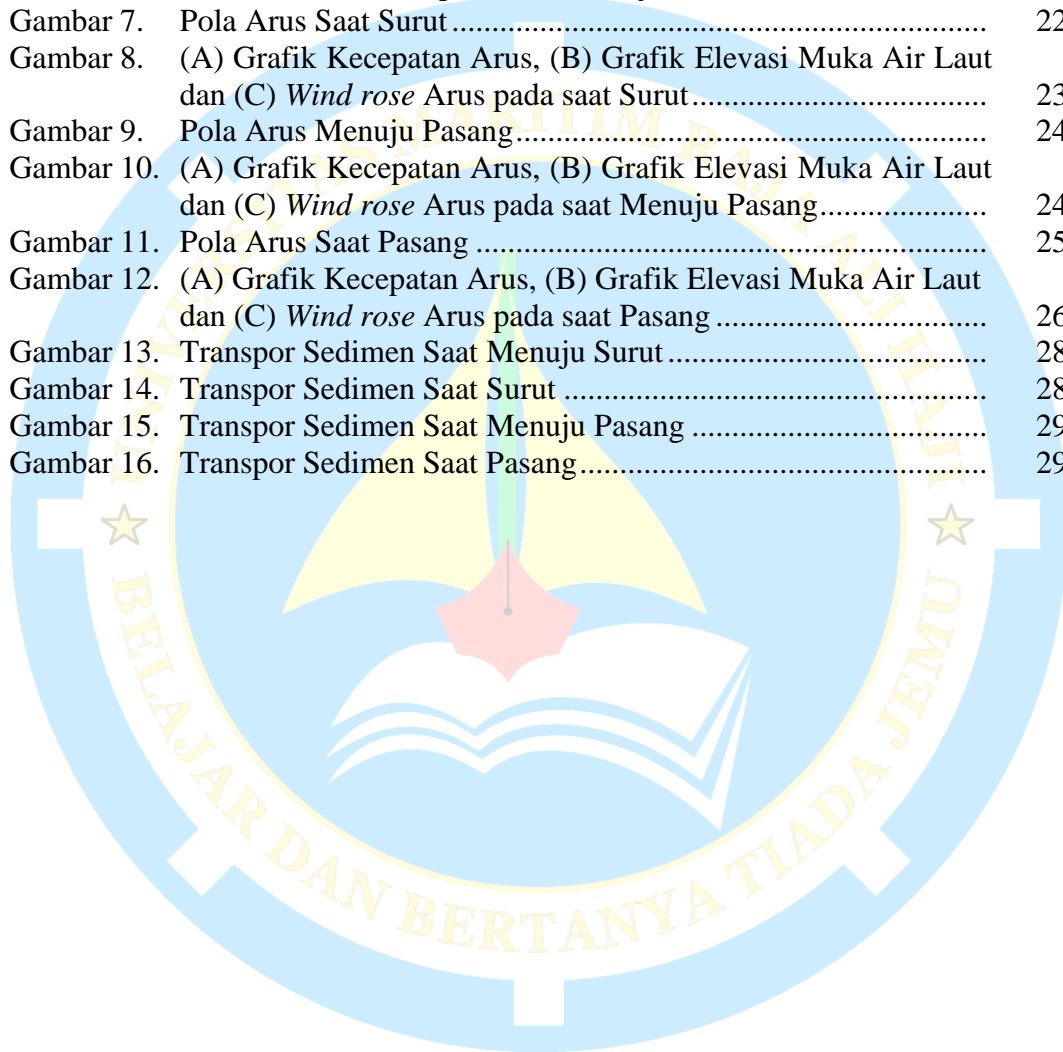 Gambar 7. Pola Arus Saat Surut.................................................................... 22
Gambar 8. (A) Grafik Kecepatan Arus, (B) Grafik Elevasi Muka Air Laut
dan (C) Wind rose Arus pada saat Surut..................................... 23
Gambar 9. Pola Arus Menuju Pasang........................................................... 24
Gambar 10. (A) Grafik Kecepatan Arus, (B) Grafik Elevasi Muka Air Laut
dan (C) Wind rose Arus pada saat Menuju Pasang..................... 24
Gambar 11. Pola Arus Saat Pasang ................................................................ 25
Gambar 12. (A) Grafik Kecepatan Arus, (B) Grafik Elevasi Muka Air Laut
dan (C) Wind rose Arus pada saat Pasang .................................. 26
Gambar 13. Transpor Sedimen Saat Menuju Surut ........................................ 28
Gambar 14. Transpor Sedimen Saat Surut ..................................................... 28
Gambar 15. Transpor Sedimen Saat Menuju Pasang ..................................... 29
Gambar 16. Transpor Sedimen Saat Pasang................................................... 29
UNIVERSITAS MARITIM RAJA ALI HAJI
BELAJAR DAN BERTANYA TIADA JEMU